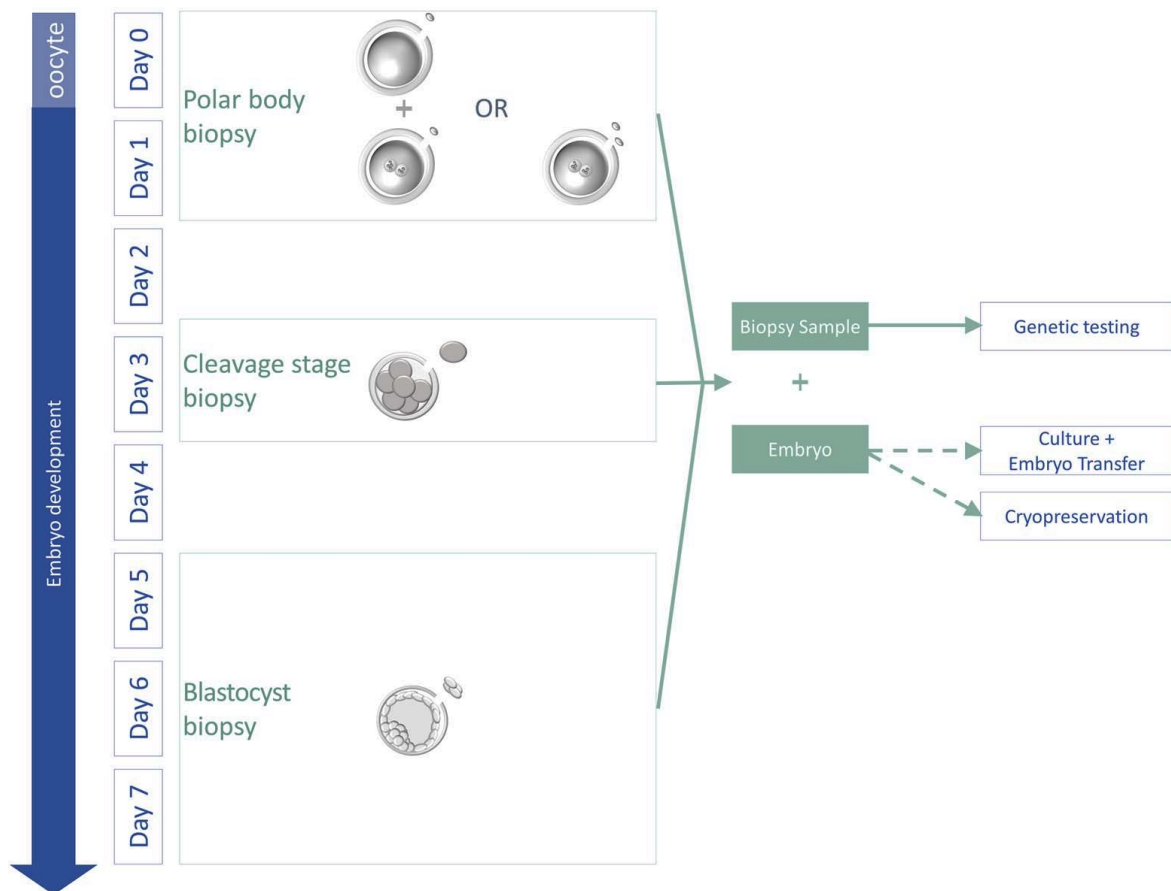 oocyte
Embryo development
Day 0
Day 1
Day 2
Day 3
Day 4
Day 5
Day 6
Day 7
Polar body
biopsy
+
OR
Cleavage stage
biopsy
Blastocyst
biopsy
Biopsy Sample
+
Embryo
Genetic testing
Culture +
Embryo Transfer
Cryopreservation